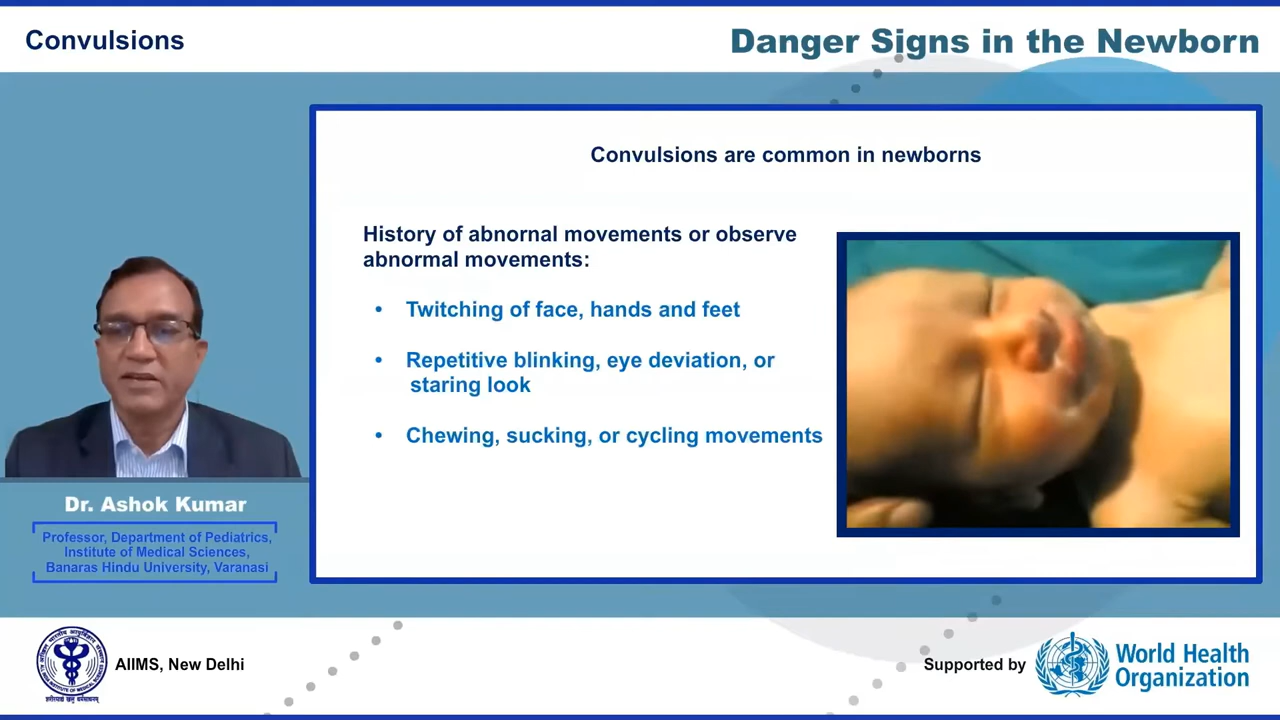 Convulsions
Danger Signs in the Newborn
Convulsions are common in newborns
History of abnornal movements or observe
abnormal movements:
• Twitching of face, hands and feet
• Repetitive blinking, eye deviation, or
staring look
• Chewing, sucking, or cycling movements
Dr. Ashok Kumar
Professor, Department of Pediatrics,
Institute of Medical Sciences,
Banaras Hindu University, Varanasi
AIIMS, New Delhi
Supported by
World Health
Organization